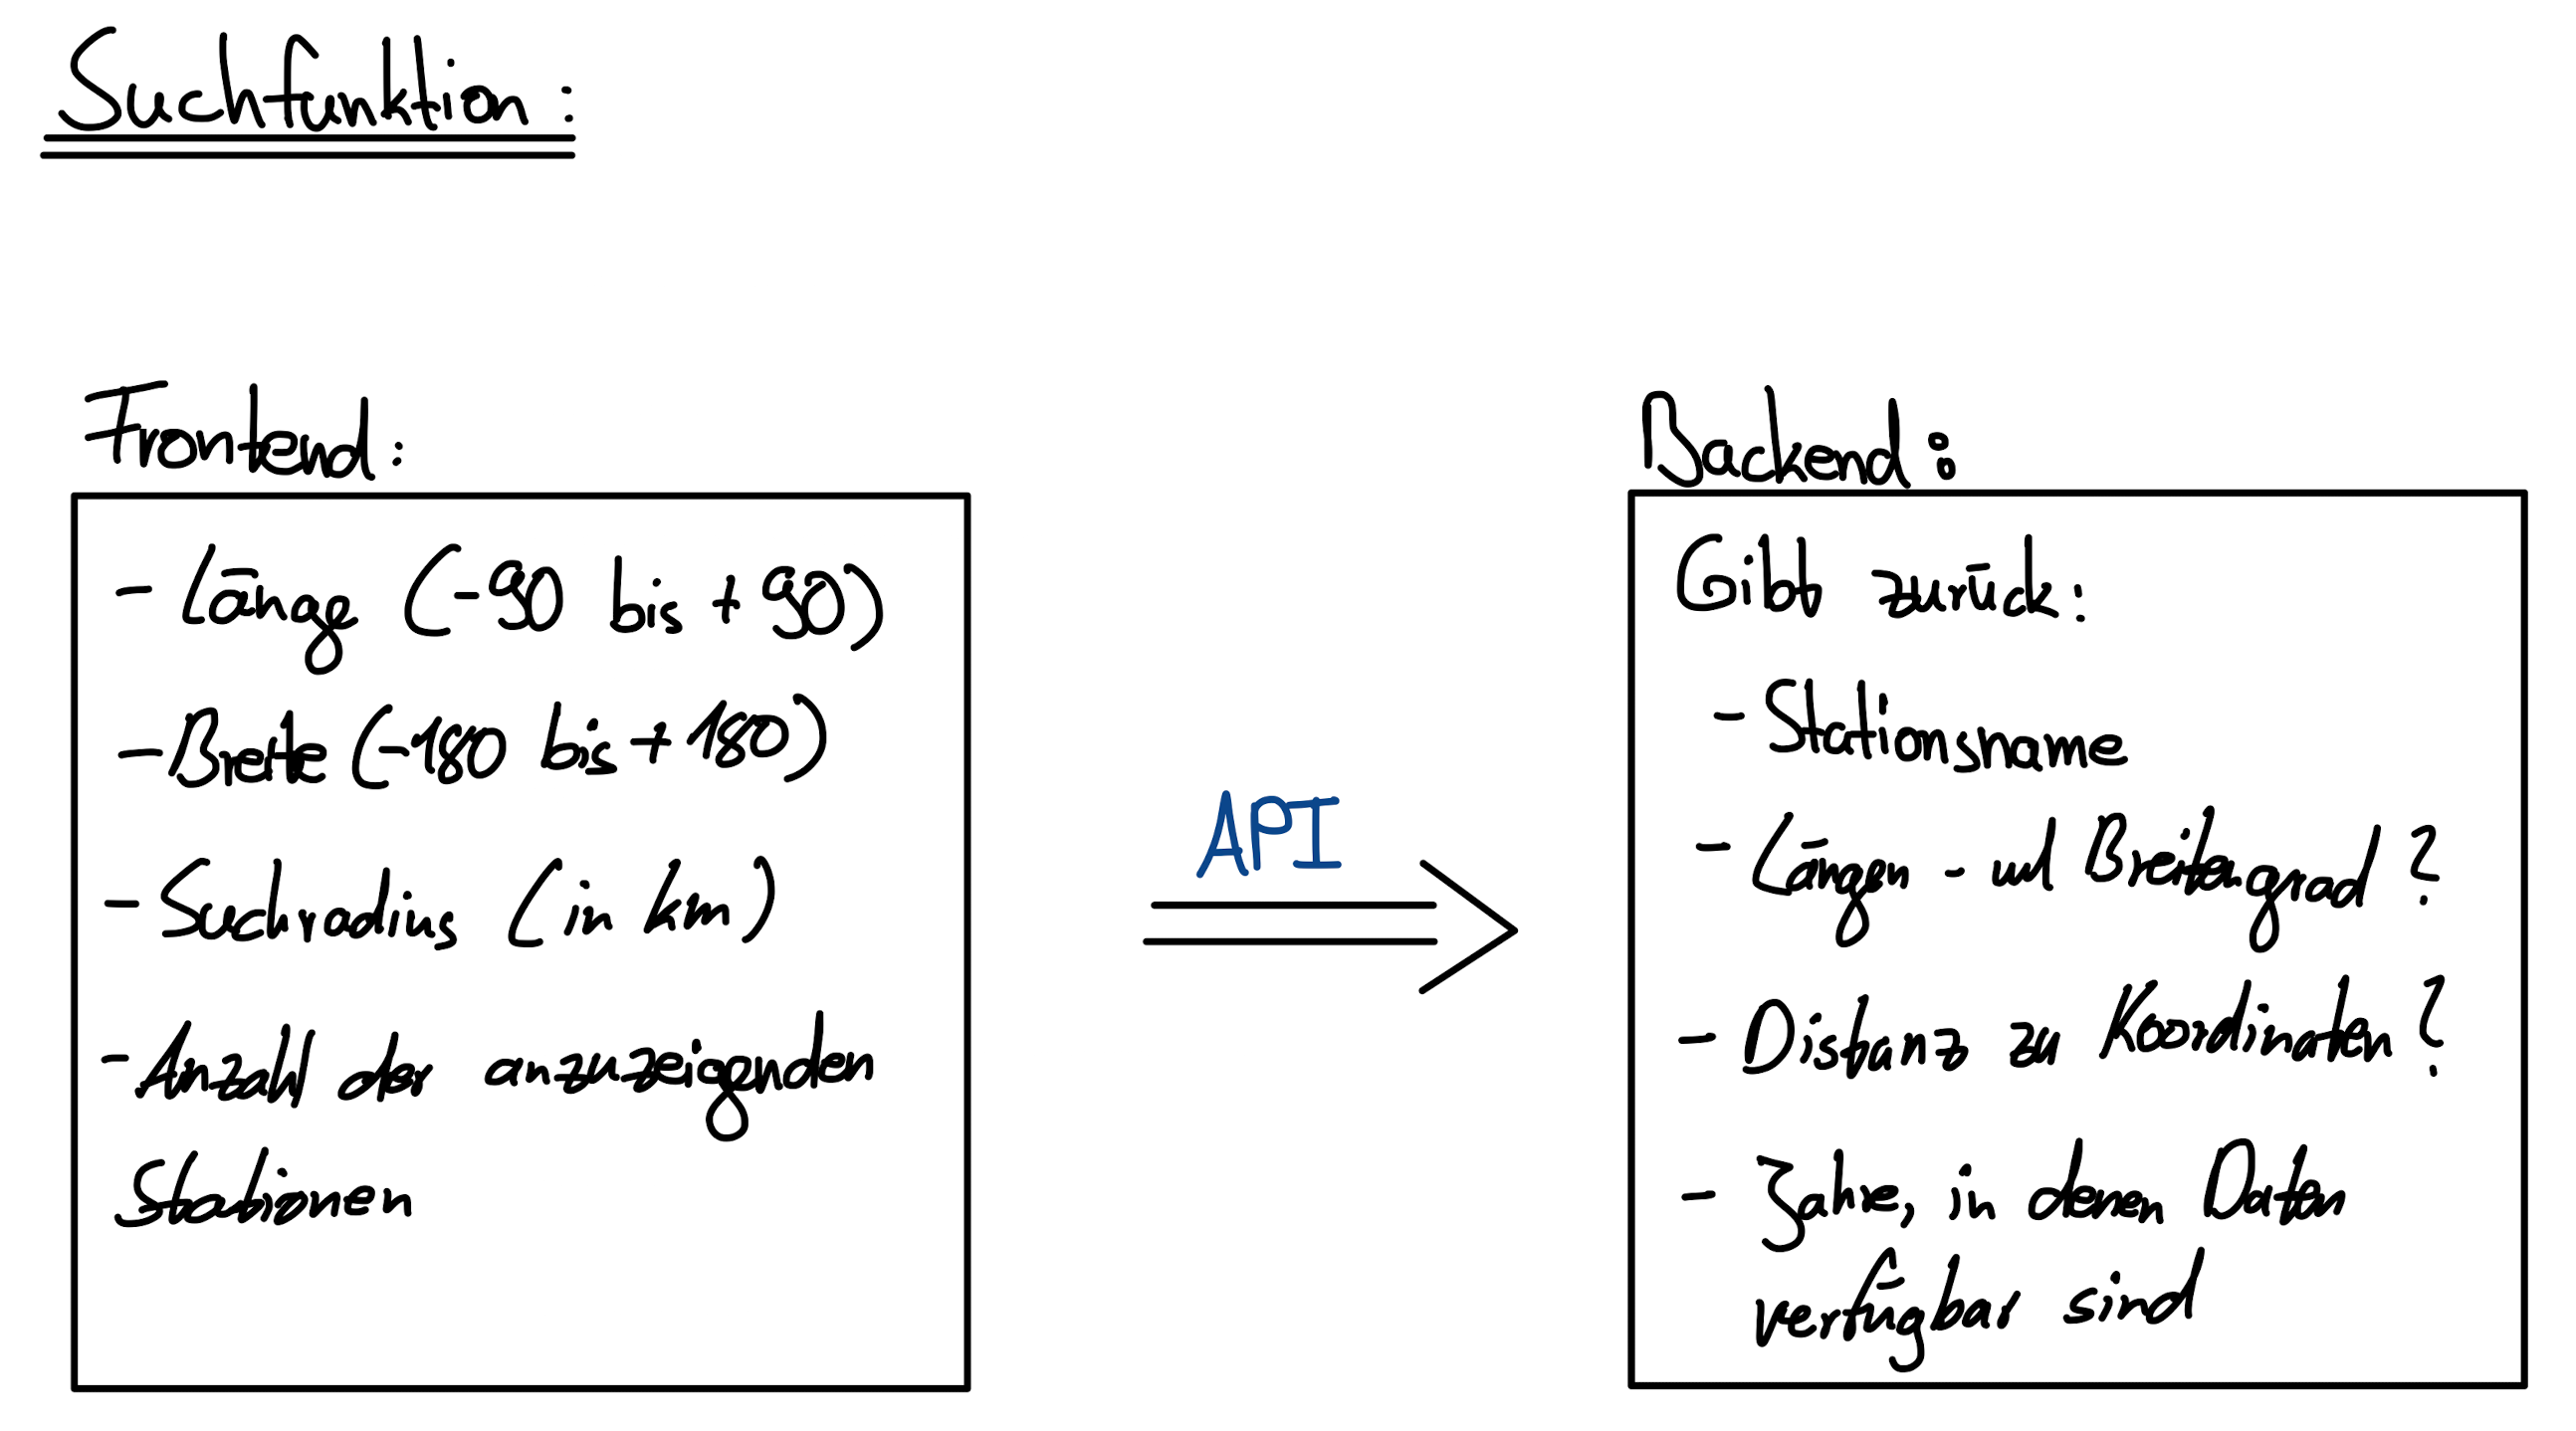 Suchfunktion:
Frontend:
- Länge (-90 bis +90)
- Breite (-180 bis +180)
- Suchradius (in km)
- Anzahl der anzuzeigenden
Stationen
API
Backend:
Gibt zurück:
- Stationsname
- Längen- und Breitengrad?
- Distanz zu Koordinaten?
- Jahre, in denen Daten
verfügbar sind